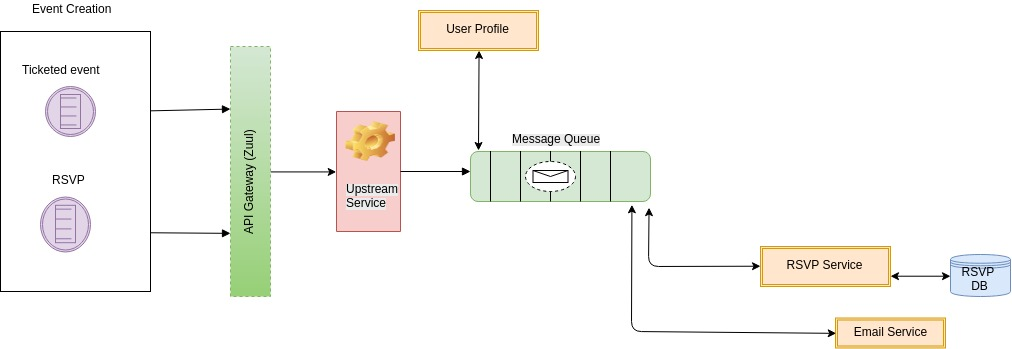 Event Creation
User Profile
Ticketed event
Message Queue
API Gateway (Zuul)
RSVP
Upstream
Service
RSVP Service
RSVP
DB
Email Service